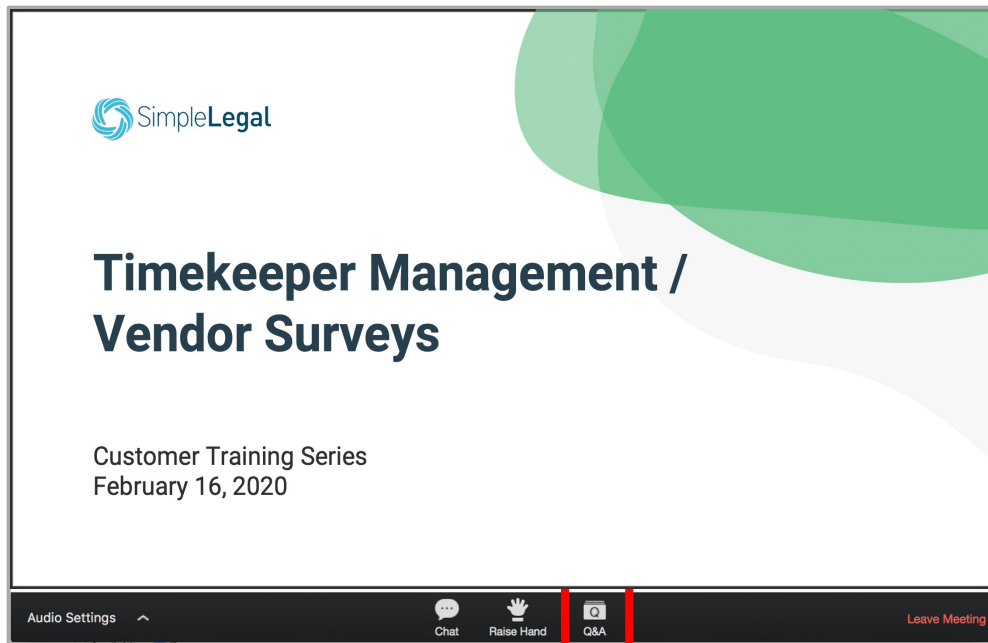 SimpleLegal
Timekeeper Management /
Vendor Surveys
Customer Training Series
February 16, 2020
Audio Settings
Chat
Raise Hand
Q
Q&A
Leave Meeting